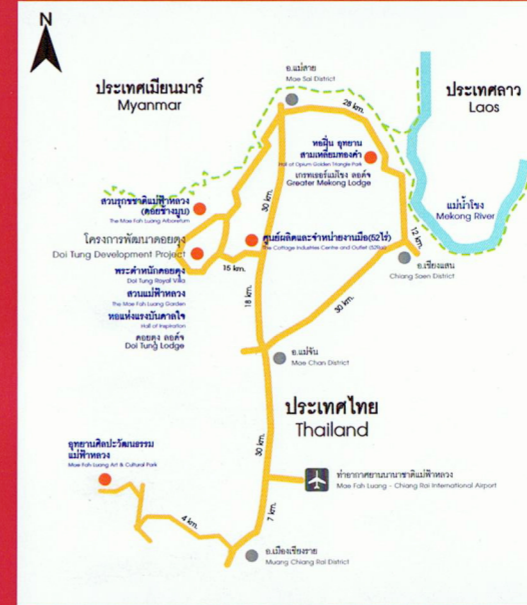 N
อ.แม่สาย
Mae Sai District
ประเทศเมียนมาร์
Myanmar
ประเทศลาว
Laos
28 km.
หอฝิ่น อุทยาน
สามเหลี่ยมทองคำ
Hall of Opium Golden Triangle Park
เกรทเธอร์แม่โขง ลอด์จ
Greater Mekong Lodge
สวนรุกขชาติแม่ฟ้าหลวง
(ดอยช้างมูบ)
The Mae Fah Luang Arboretum
30 km.
แม่น้ำโขง
Mekong River
12 km.
โครงการพัฒนาดอยตุง
Doi Tung Development Project
ศูนย์ผลิตและจำหน่ายงานมือ(52ไร่)
The Cottage Industries Centre and Outlet (52Rai)
อ.เชียงแสน
Chiang Saen District
พระตำหนักดอยตุง
Doi Tung Royal Villa
15 km.
สวนแม่ฟ้าหลวง
The Mae Fah Luang Garden
18 km.
30 km.
หอแห่งแรงบันดาลใจ
Hall of Inspiration
ดอยตุง ลอด์จ
Doi Tung Lodge
อ.แม่จัน
Mae Chan District
ประเทศไทย
Thailand
อุทยานศิลปะวัฒนธรรม
แม่ฟ้าหลวง
Mae Fah Luang Art & Cultural Park
30 km.
ท่าอากาศยานนานาชาติแม่ฟ้าหลวง
Mae Fah Luang - Chiang Rai International Airport
4 km.
7 km.
อ.เมืองเชียงราย
Muang Chiang Rai District